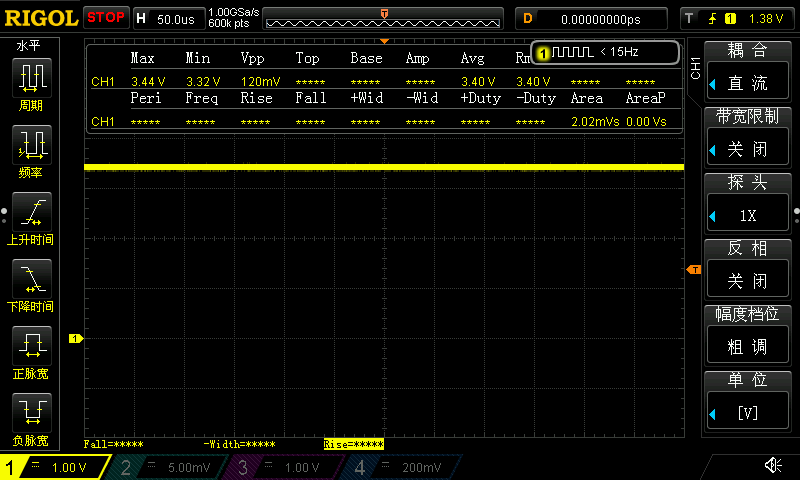 RIGOL STOP H 50.0us 1.00GSa/s 600k pts T D 0.00000000ps T 1 1.38 V
水平
周期
频率
上升时间
下降时间
正脉宽
负脉宽
Max Min Vpp Top Base Amp Avg
1 < 15Hz
CH1 3.44 V 3.32 V 120mV ***** ***** ***** 3.40 V 3.40 V ***** *****
Peri Freq Rise Fall +Wid -Wid +Duty -Duty Area AreaP
CH1 ***** ***** ***** ***** ***** ***** ***** ***** 2.02mVs 0.00 Vs
T
1
Fall=***** -Width=***** Rise=*****
CH1
耦合
直流
带宽限制
关闭
探头
1X
反相
关闭
幅度档位
粗调
单位
[V]
1 1.00 V 2 5.00mV 3 1.00 V 4 200mV